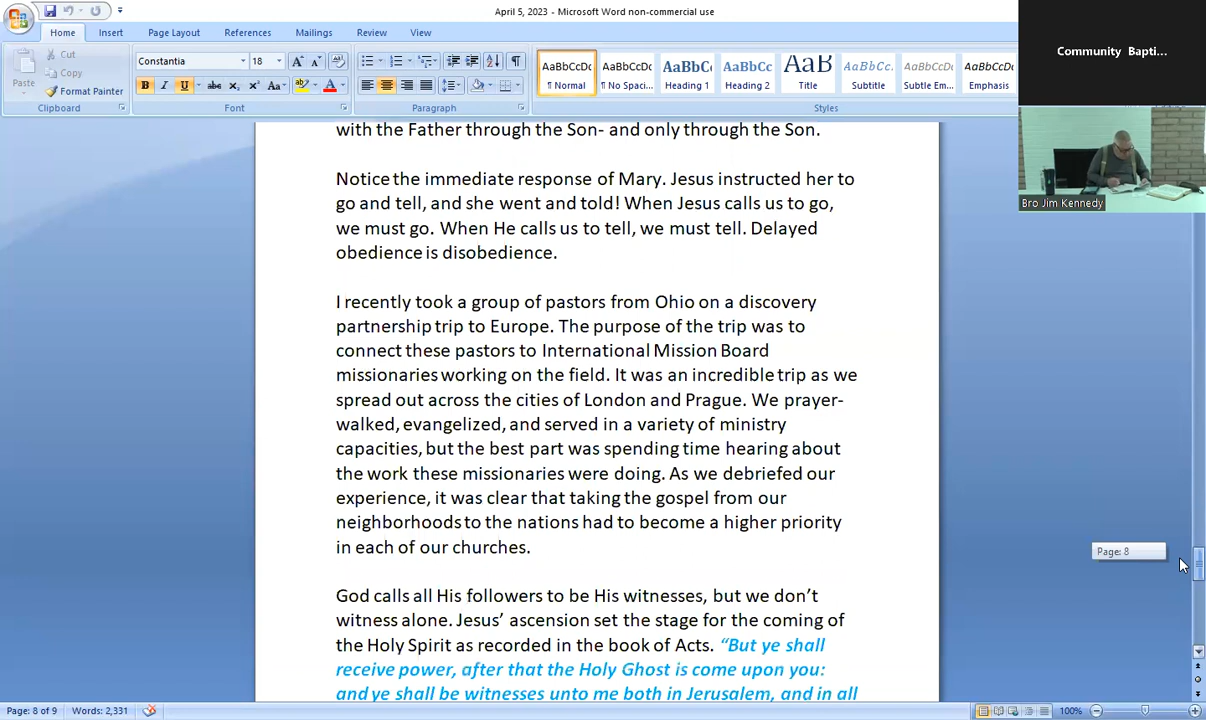 April 5, 2023 - Microsoft Word non-commercial use
Home Insert Page Layout References Mailings Review View
Paste
Cut
Copy
Format Painter
Clipboard
Constantia 18
Font
Paragraph
AaBbCcDc AaBbCcDc AaBbC AaBbCc AaB AaBbCc. AaBbCcDc AaBbCcDc
¶ Normal ¶ No Spaci... Heading 1 Heading 2 Title Subtitle Subtle Em... Emphasis
Styles
Community Bapti...
Bro Jim Kennedy
with the Father through the Son- and only through the Son.
Notice the immediate response of Mary. Jesus instructed her to
go and tell, and she went and told! When Jesus calls us to go,
we must go. When He calls us to tell, we must tell. Delayed
obedience is disobedience.
I recently took a group of pastors from Ohio on a discovery
partnership trip to Europe. The purpose of the trip was to
connect these pastors to International Mission Board
missionaries working on the field. It was an incredible trip as we
spread out across the cities of London and Prague. We prayer-
walked, evangelized, and served in a variety of ministry
capacities, but the best part was spending time hearing about
the work these missionaries were doing. As we debriefed our
experience, it was clear that taking the gospel from our
neighborhoods to the nations had to become a higher priority
in each of our churches.
God calls all His followers to be His witnesses, but we don't
witness alone. Jesus' ascension set the stage for the coming of
the Holy Spirit as recorded in the book of Acts. "But ye shall
receive power, after that the Holy Ghost is come upon you:
and ye shall be witnesses unto me both in Jerusalem, and in all
Page: 8
Page: 8 of 9 Words: 2,331
100%